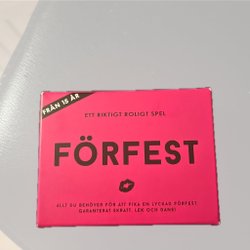 FRÅN 15 ÅR
ETT RIKTIGT ROLIGT SPEL
FÖRFEST
ALLT DU BEHÖVER FÖR ATT FIXA EN LYCKAD FÖRFEST.
GARANTERAT SKRATT, LEK OCH DANS!